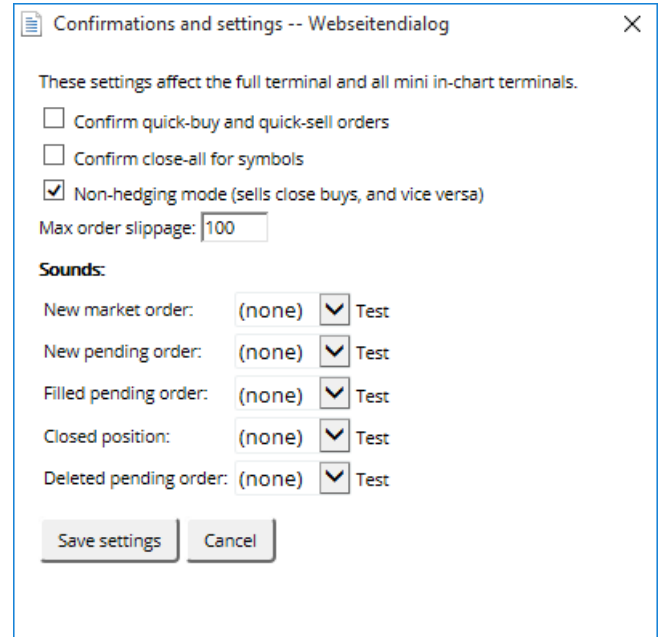 Confirmations and settings -- Webseitendialog
These settings affect the full terminal and all mini in-chart terminals.
Confirm quick-buy and quick-sell orders
Confirm close-all for symbols
Non-hedging mode (sells close buys, and vice versa)
Max order slippage: 100
Sounds:
New market order: (none) Test
New pending order: (none) Test
Filled pending order: (none) Test
Closed position: (none) Test
Deleted pending order: (none) Test
Save settings Cancel